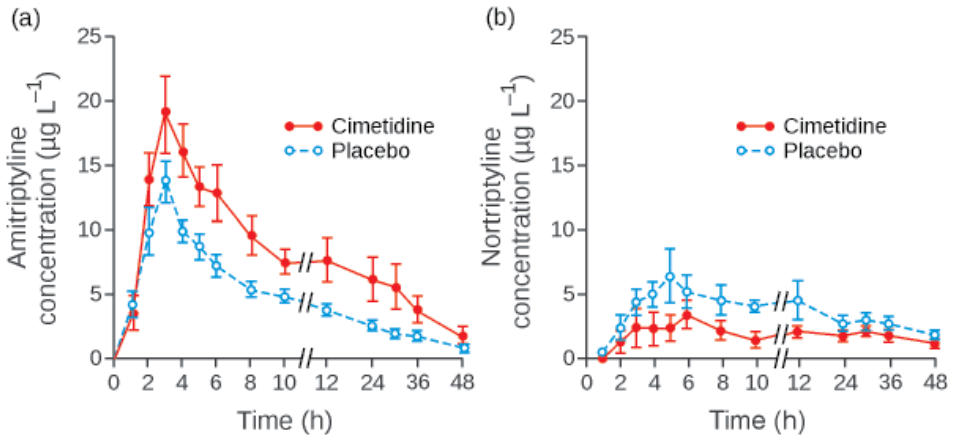 (a)
Amitriptyline
concentration (µg L⁻¹)
25
20
15
10
5
0
Cimetidine
Placebo
0 2 4 6 8 10 12 24 36 48
Time (h)
(b)
Nortriptyline
concentration (µg L⁻¹)
25
20
15
10
5
0
Cimetidine
Placebo
0 2 4 6 8 10 12 24 36 48
Time (h)